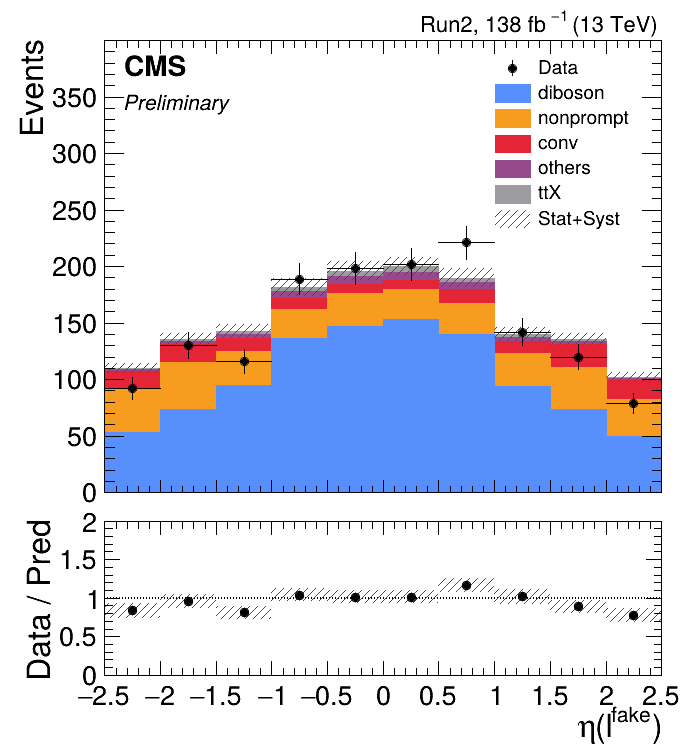 Run2, 138 fb⁻¹ (13 TeV)
CMS
Preliminary
Data
diboson
nonprompt
conv
others
ttX
Stat+Syst
Events
350
300
250
200
150
100
50
0
Data / Pred
2
1.5
1
0.5
0
−2.5 −2 −1.5 −1 −0.5 0 0.5 1 1.5 2 2.5
η(l^fake)